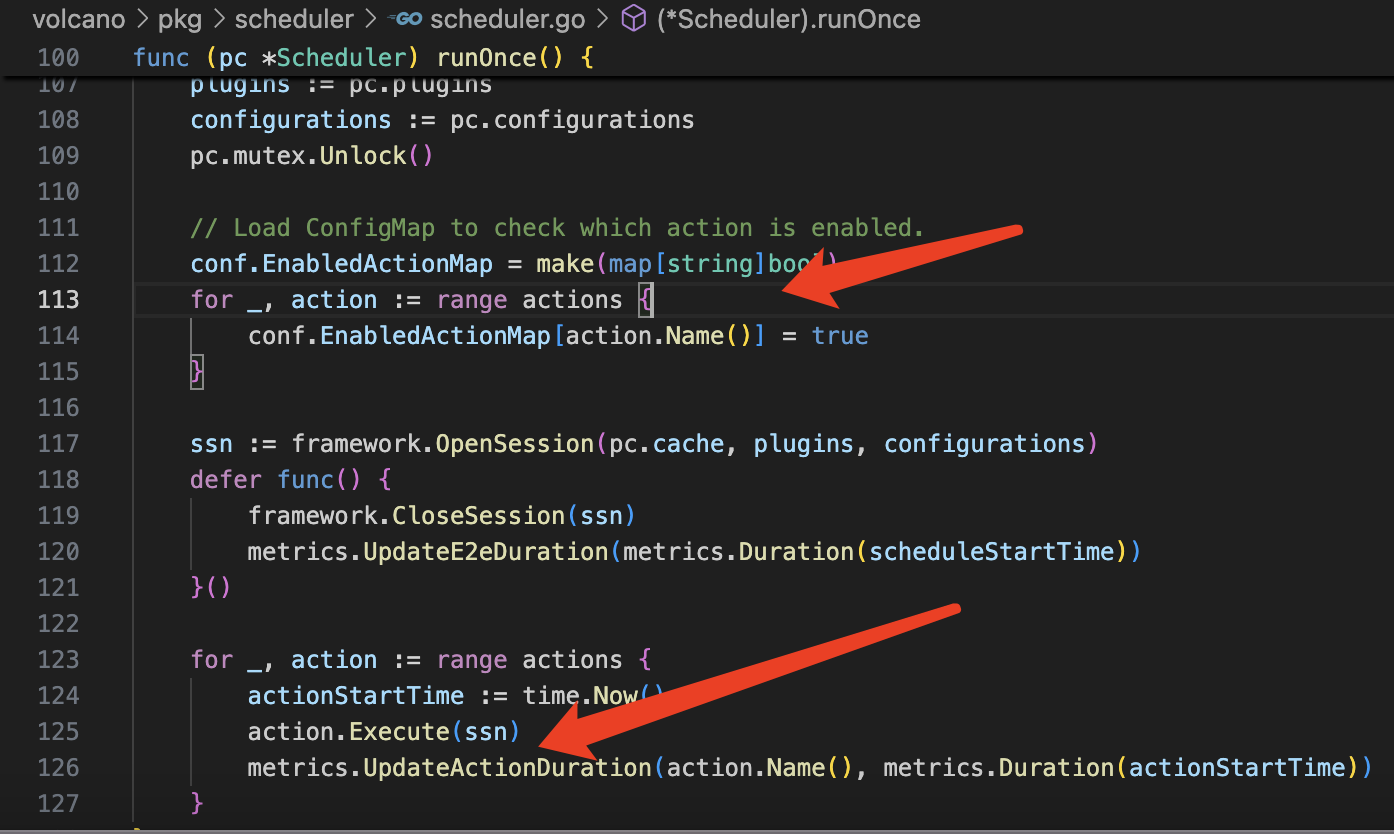 volcano > pkg > scheduler > scheduler.go > (*Scheduler).runOnce
100 func (pc *Scheduler) runOnce() {
107 plugins := pc.plugins
108 configurations := pc.configurations
109 pc.mutex.Unlock()
110
111 // Load ConfigMap to check which action is enabled.
112 conf.EnabledActionMap = make(map[string]bool)
113 for _, action := range actions {
114 conf.EnabledActionMap[action.Name()] = true
115 }
116
117 ssn := framework.OpenSession(pc.cache, plugins, configurations)
118 defer func() {
119 framework.CloseSession(ssn)
120 metrics.UpdateE2eDuration(metrics.Duration(scheduleStartTime))
121 }()
122
123 for _, action := range actions {
124 actionStartTime := time.Now()
125 action.Execute(ssn)
126 metrics.UpdateActionDuration(action.Name(), metrics.Duration(actionStartTime))
127 }